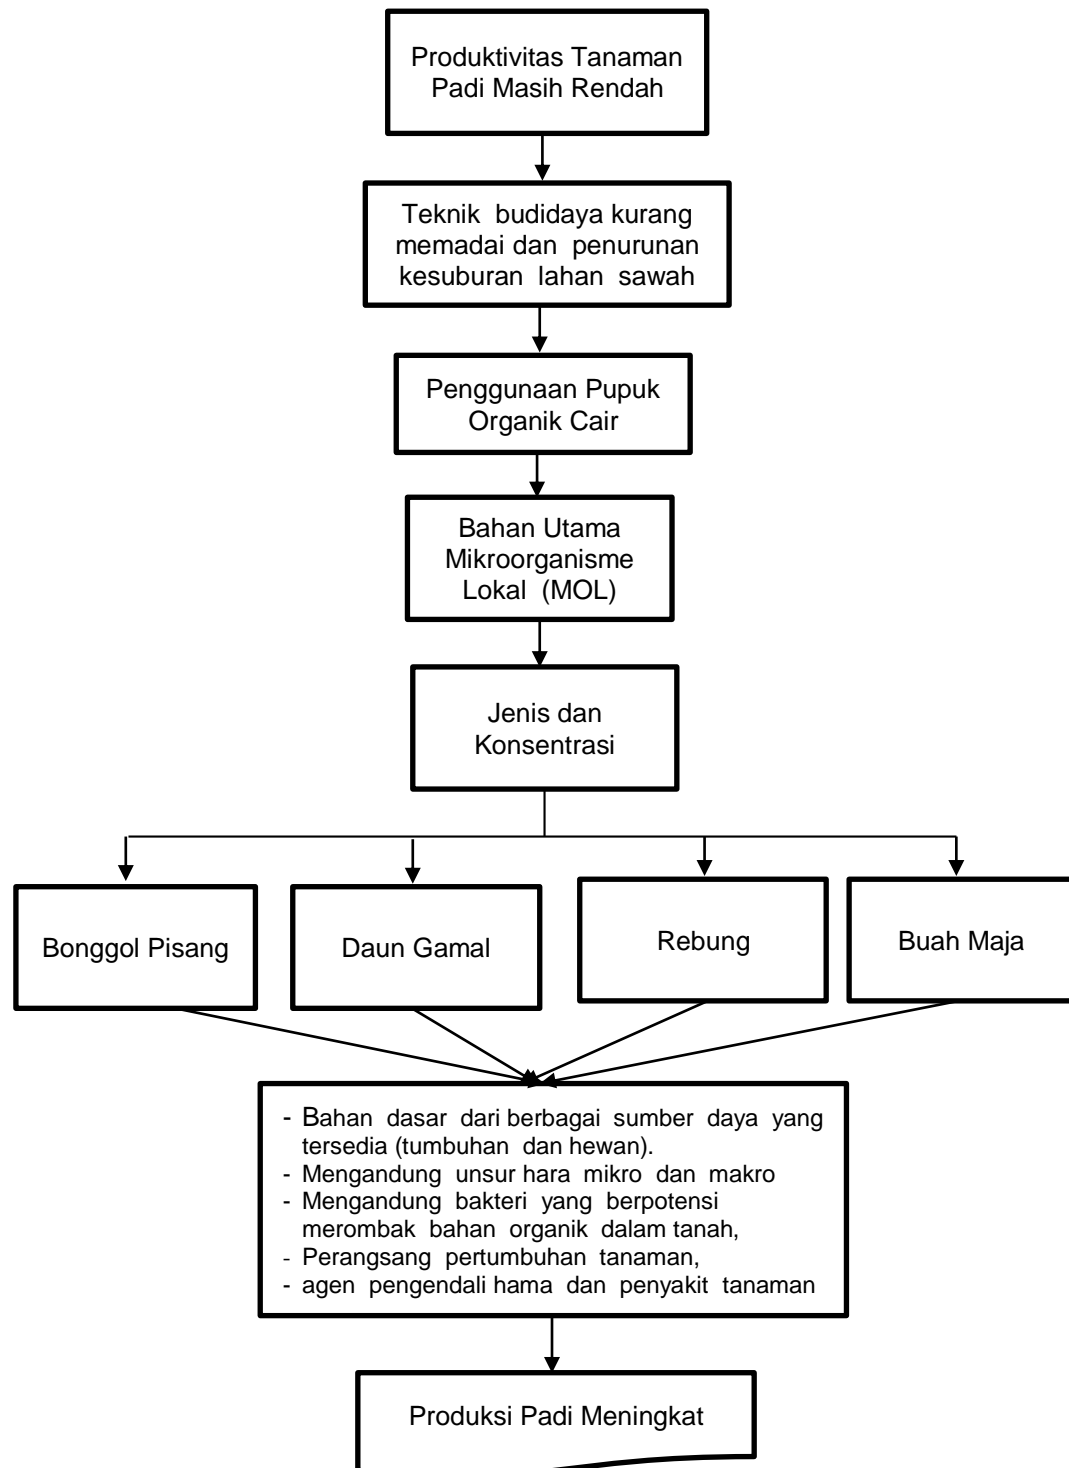 Produktivitas Tanaman
Padi Masih Rendah
Teknik budidaya kurang
memadai dan penurunan
kesuburan lahan sawah
Penggunaan Pupuk
Organik Cair
Bahan Utama
Mikroorganisme
Lokal (MOL)
Jenis dan
Konsentrasi
Bonggol Pisang
Daun Gamal
Rebung
Buah Maja
- Bahan dasar dari berbagai sumber daya yang
tersedia (tumbuhan dan hewan).
- Mengandung unsur hara mikro dan makro
- Mengandung bakteri yang berpotensi
merombak bahan organik dalam tanah,
- Perangsang pertumbuhan tanaman,
- agen pengendali hama dan penyakit tanaman
Produksi Padi Meningkat